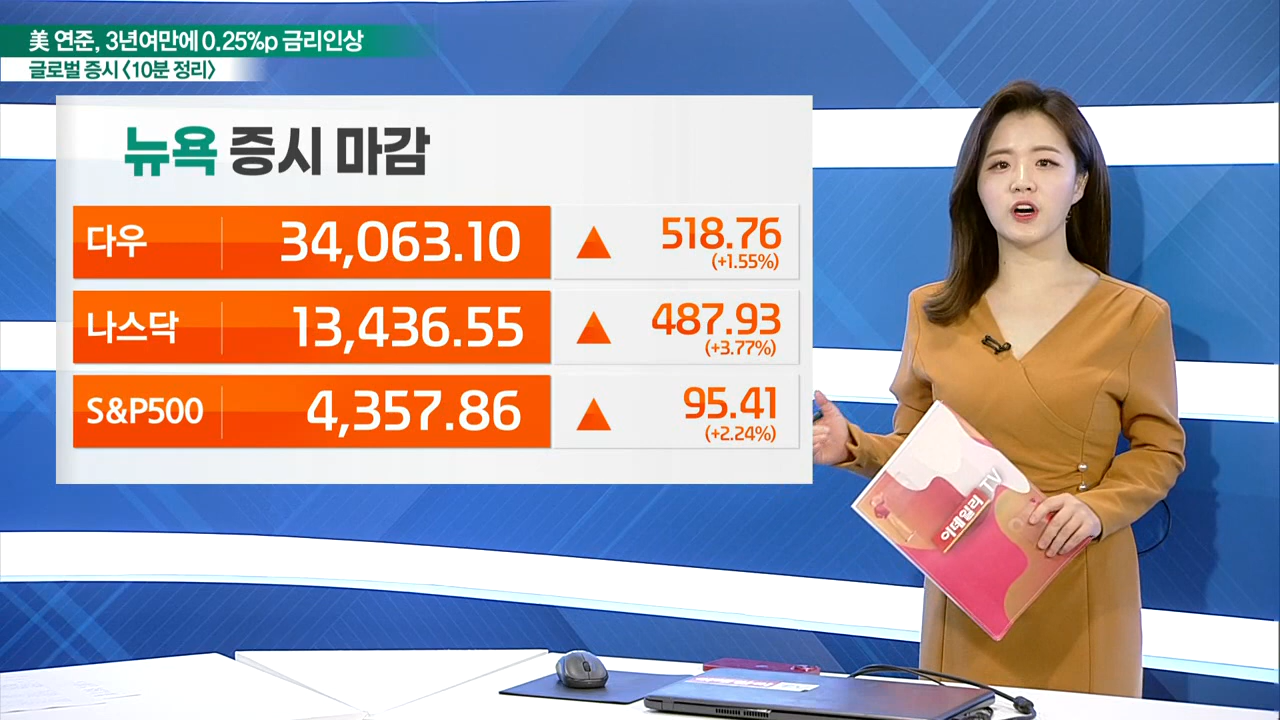 美 연준, 3년여만에 0.25%p 금리인상
글로벌 증시 <10분 정리>
뉴욕 증시 마감
다우 34,063.10 ▲ 518.76
(+1.55%)
나스닥 13,436.55 ▲ 487.93
(+3.77%)
S&P500 4,357.86 ▲ 95.41
(+2.24%)
이데일리 TV